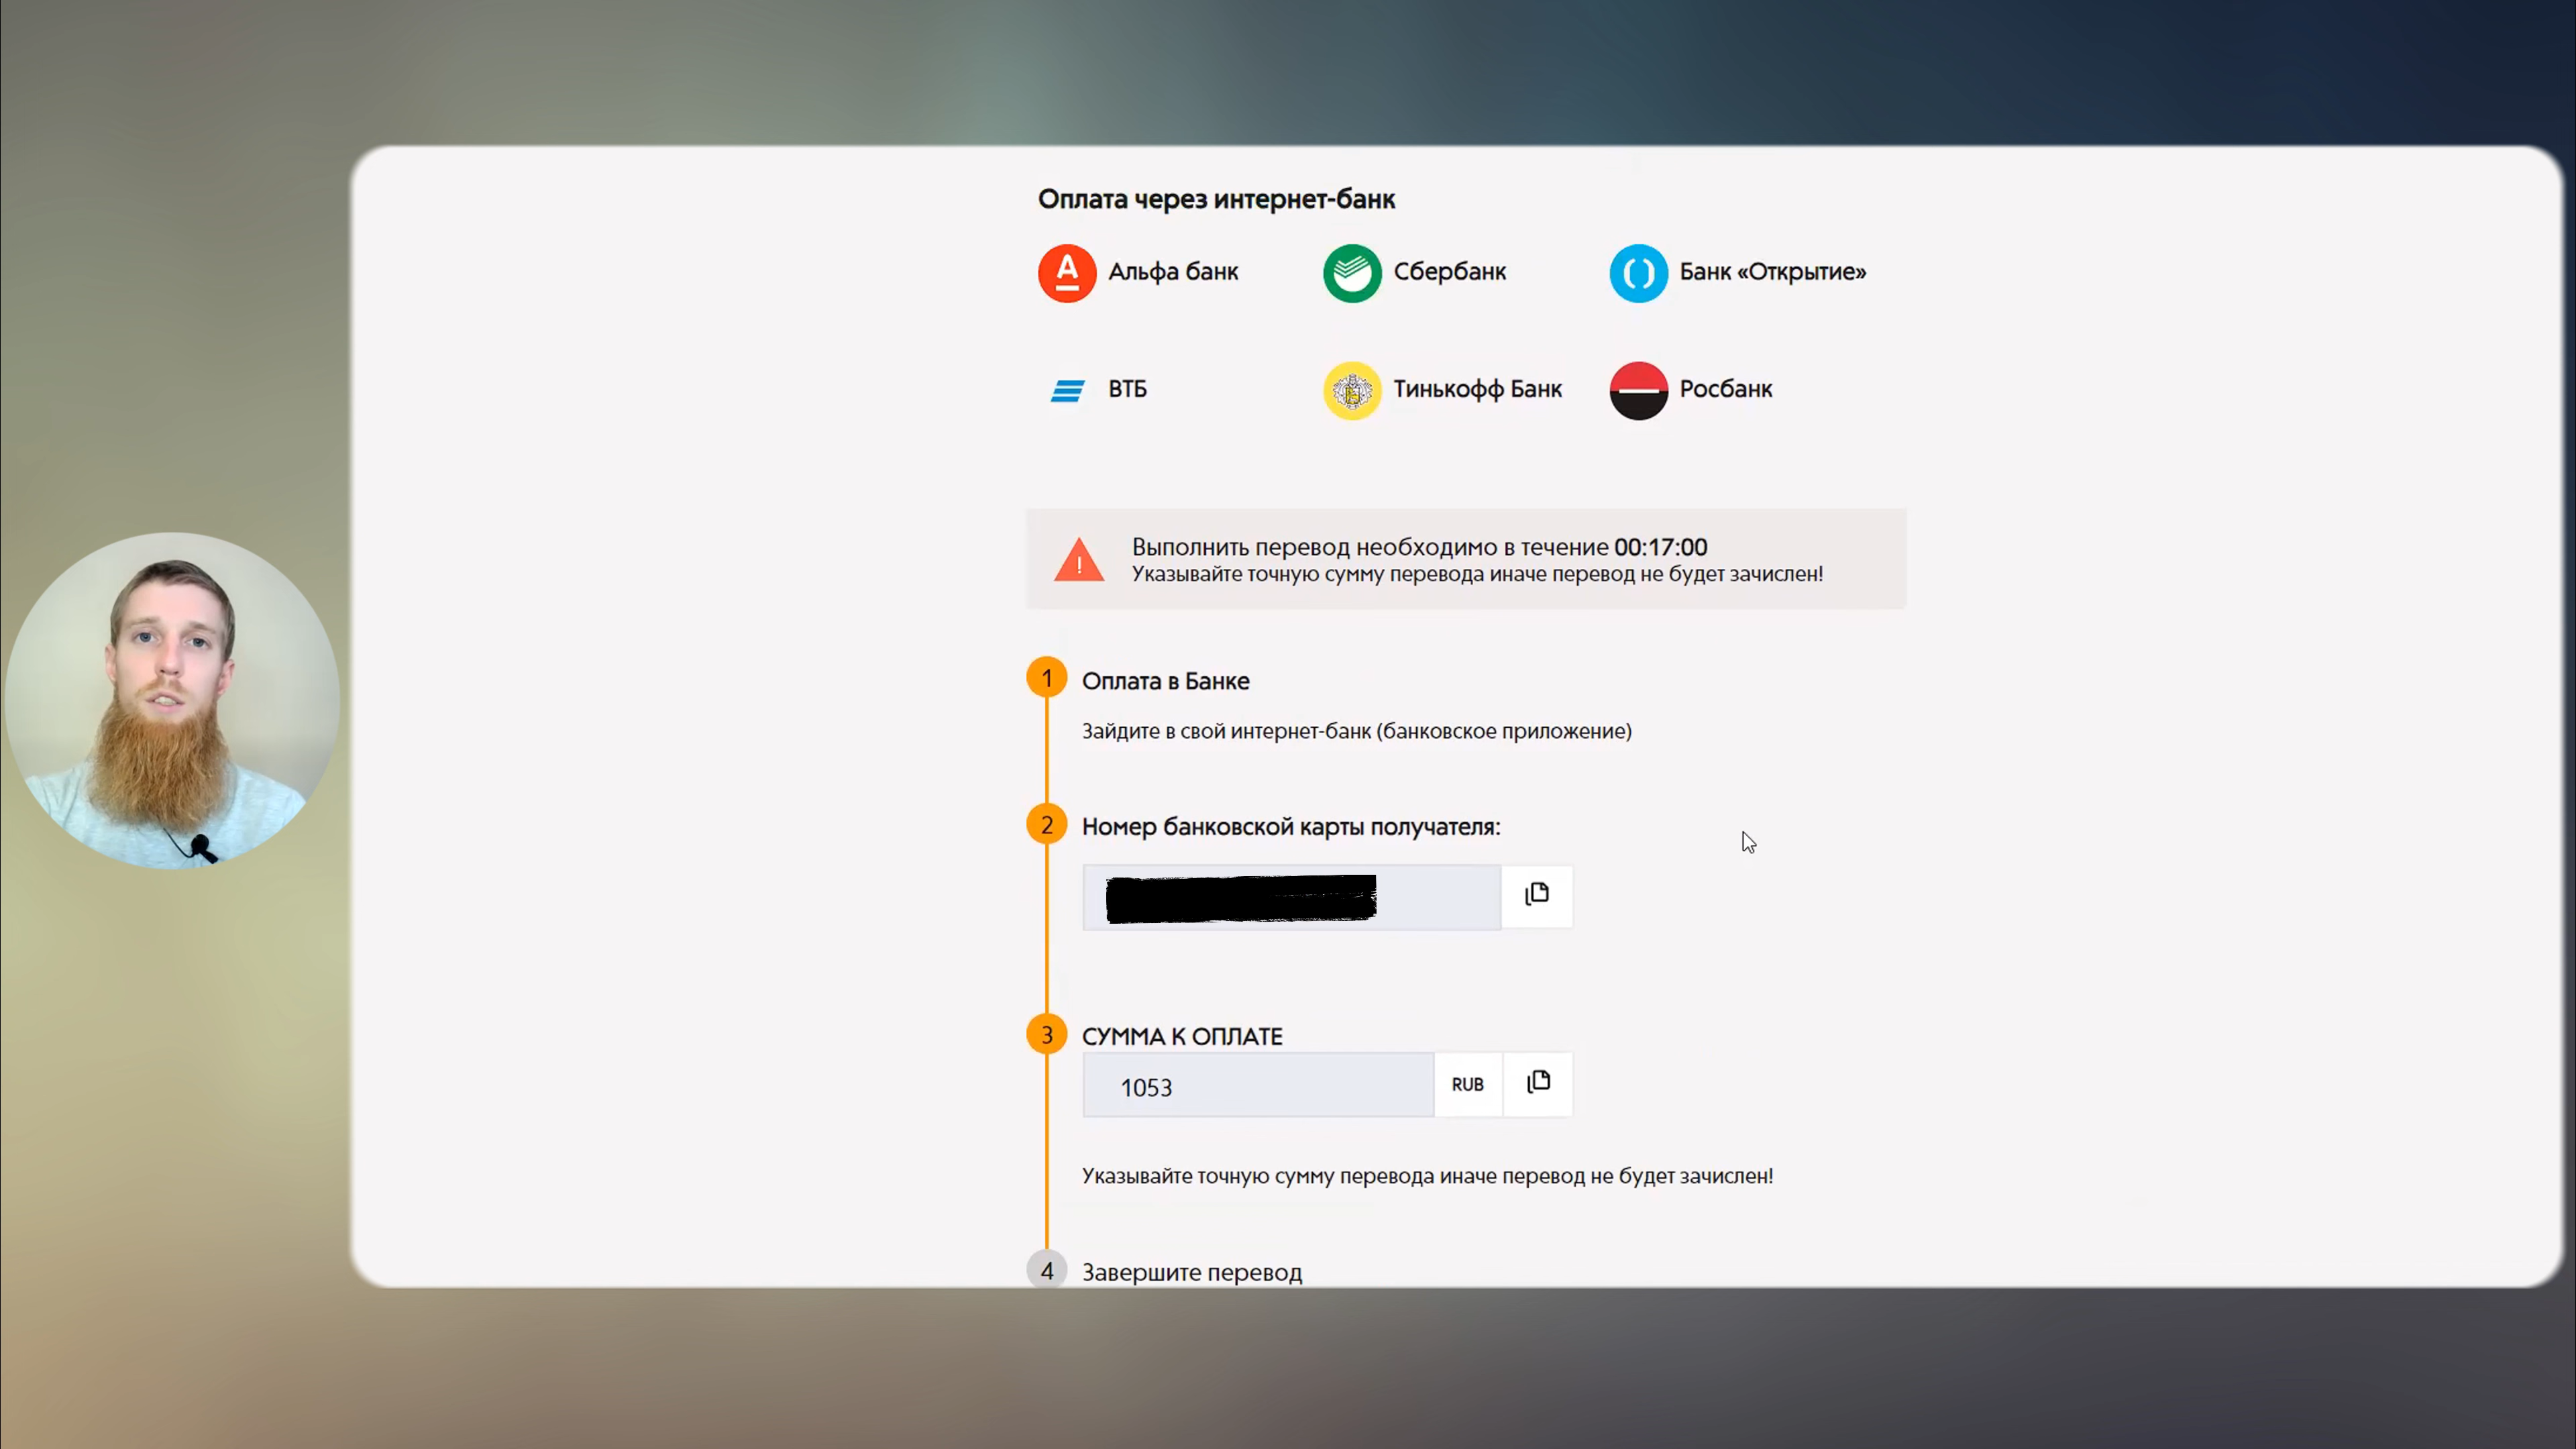 Оплата через интернет-банк
Альфа банк
Сбербанк
Банк «Открытие»
ВТБ
Тинькофф Банк
Росбанк
Выполнить перевод необходимо в течение 00:17:00
Указывайте точную сумму перевода иначе перевод не будет зачислен!
1 Оплата в Банке
Зайдите в свой интернет-банк (банковское приложение)
2 Номер банковской карты получателя:
3 СУММА К ОПЛАТЕ
1053 RUB
Указывайте точную сумму перевода иначе перевод не будет зачислен!
4 Завершите перевод